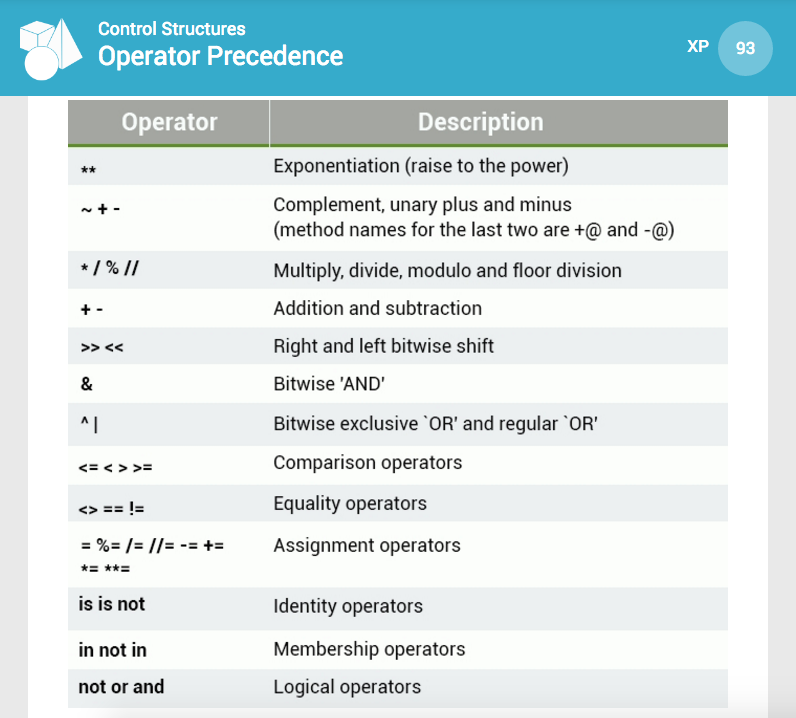 Control Structures
Operator Precedence
XP 93
Operator Description
** Exponentiation (raise to the power)
~ + - Complement, unary plus and minus
(method names for the last two are +@ and -@)
* / % // Multiply, divide, modulo and floor division
+ - Addition and subtraction
>> << Right and left bitwise shift
& Bitwise 'AND'
^ | Bitwise exclusive `OR' and regular `OR'
<= < > >= Comparison operators
<> == != Equality operators
= %= /= //= -= += Assignment operators
*= **=
is is not Identity operators
in not in Membership operators
not or and Logical operators